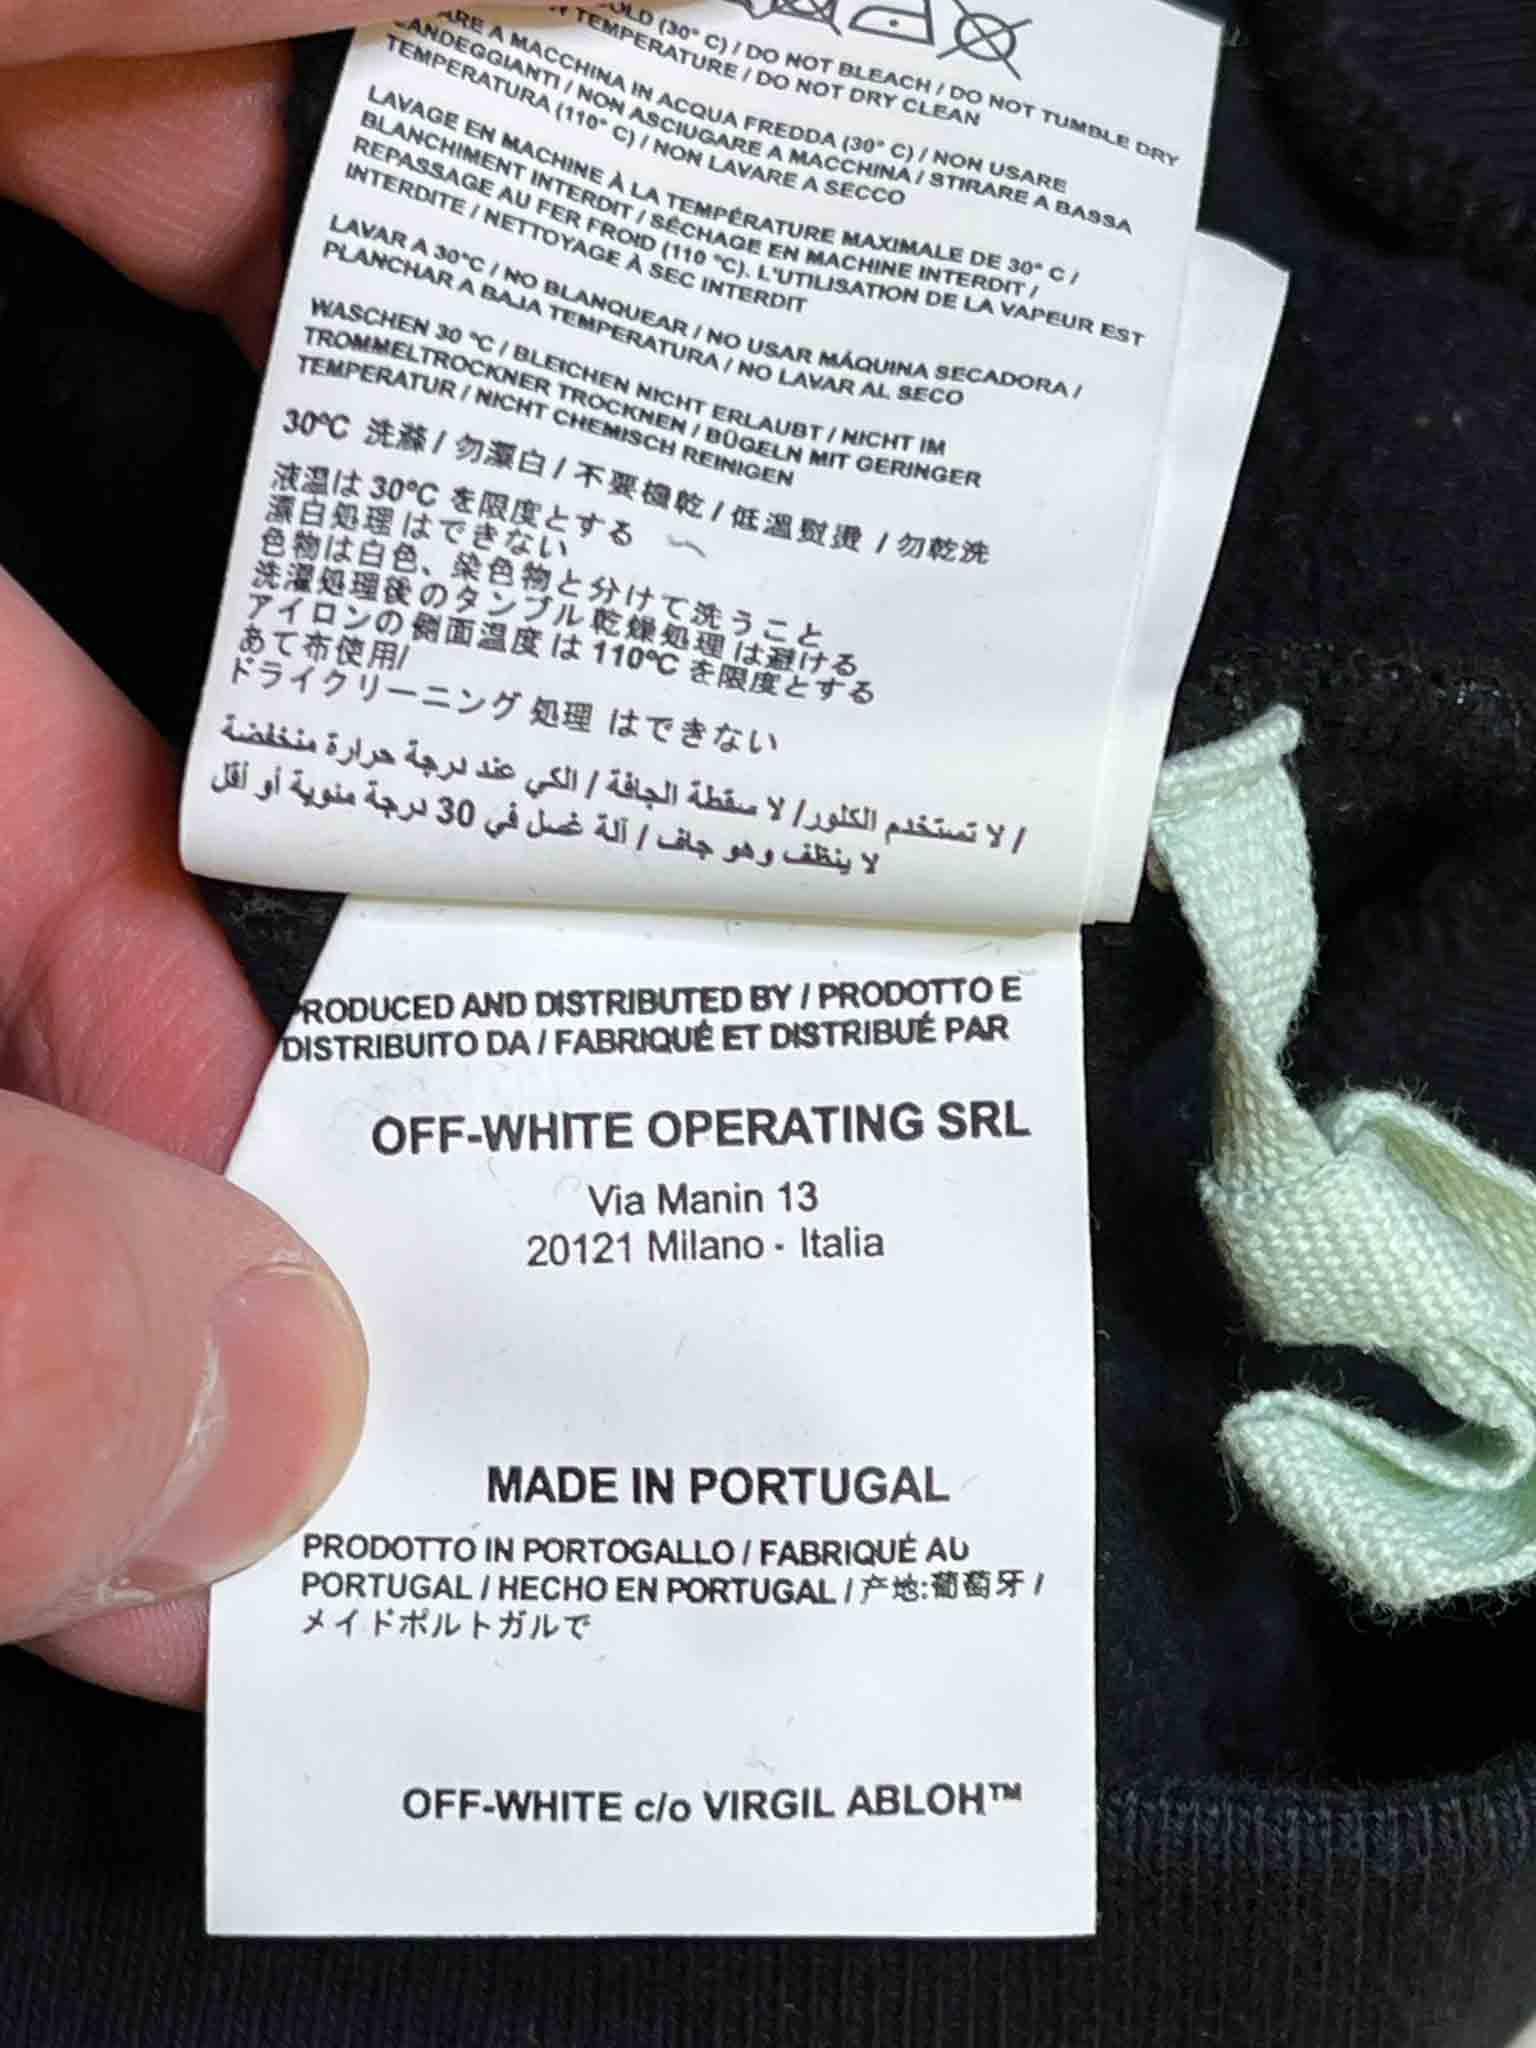 (30° C) / DO NOT BLEACH / DO NOT TUMBLE DRY
TEMPERATURE / DO NOT DRY CLEAN
A MACCHINA IN ACQUA FREDDA (30° C) / NON USARE
CANDEGGIANTI / NON ASCIUGARE A MACCHINA / STIRARE A BASSA
TEMPERATURA (110° C) / NON LAVARE A SECCO
LAVAGE EN MACHINE À LA TEMPÉRATURE MAXIMALE DE 30° C /
BLANCHIMENT INTERDIT / SÉCHAGE EN MACHINE INTERDIT /
REPASSAGE AU FER FROID (110 °C). L'UTILISATION DE LA VAPEUR EST
INTERDITE / NETTOYAGE À SEC INTERDIT
LAVAR A 30°C / NO BLANQUEAR / NO USAR MÁQUINA SECADORA /
PLANCHAR A BAJA TEMPERATURA / NO LAVAR AL SECO
WASCHEN 30 °C / BLEICHEN NICHT ERLAUBT / NICHT IM
TROMMELTROCKNER TROCKNEN / BÜGELN MIT GERINGER
TEMPERATUR / NICHT CHEMISCH REINIGEN
30°C 洗滌 / 勿漂白 / 不要機乾 / 低溫熨燙 / 勿乾洗
液温は 30°C を限度とする
漂白処理 はできない
色物は白色、染色物と分けて洗うこと
洗濯処理後のタンブル乾燥処理 は避ける
アイロンの 側面温度 は 110°C を限度とする
あて布使用/
ドライクリーニング 処理 はできない
/ لا تستخدم الكلور/ لا سقطة الجافة / الكي عند درجة حرارة منخفضة
لا ينظف وهو جاف / آلة غسل في 30 درجة مئوية أو أقل
PRODUCED AND DISTRIBUTED BY / PRODOTTO E
DISTRIBUITO DA / FABRIQUÉ ET DISTRIBUÉ PAR
OFF-WHITE OPERATING SRL
Via Manin 13
20121 Milano - Italia
MADE IN PORTUGAL
PRODOTTO IN PORTOGALLO / FABRIQUÉ AU
PORTUGAL / HECHO EN PORTUGAL / 产地:葡萄牙 /
メイドポルトガルで
OFF-WHITE c/o VIRGIL ABLOH™